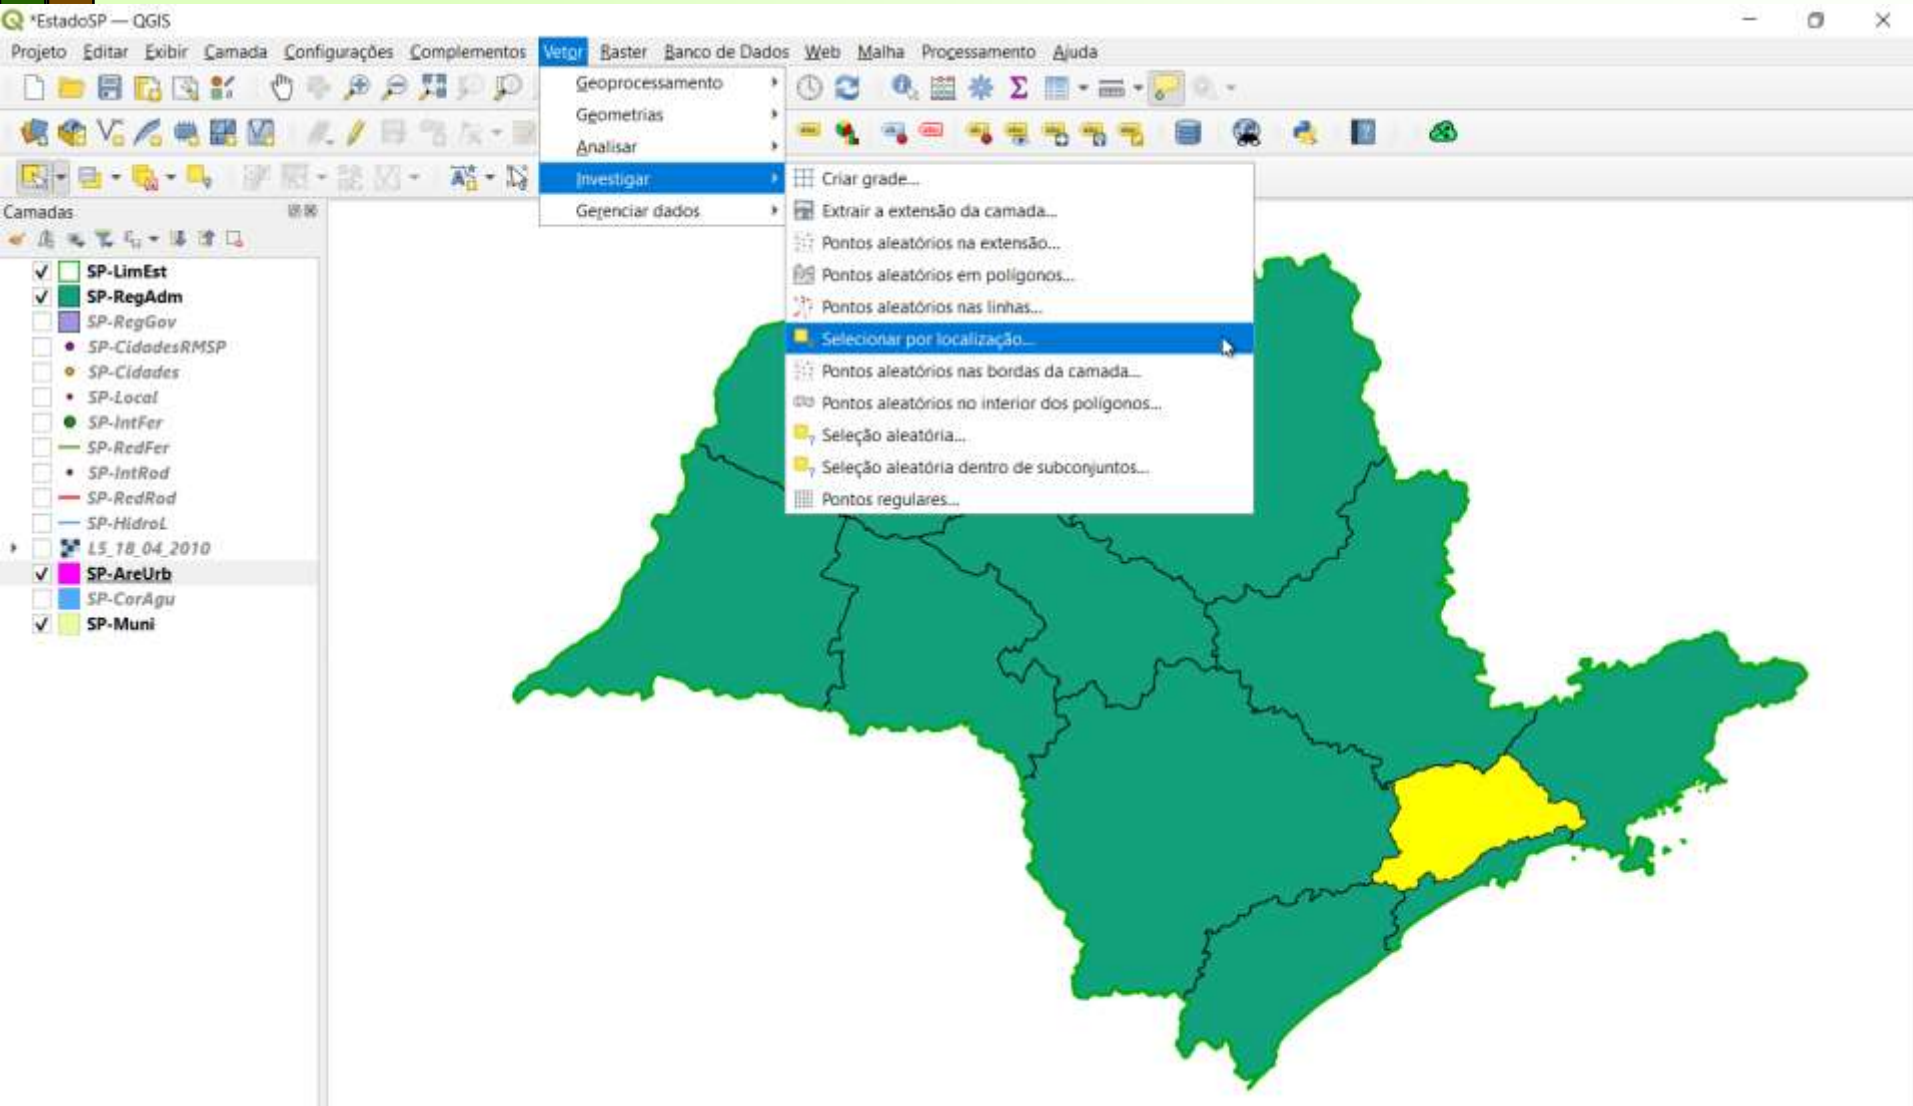 *EstadoSP — QGIS
Projeto Editar Exibir Camada Configurações Complementos Vetor Raster Banco de Dados Web Malha Processamento Ajuda
Geoprocessamento
Geometrias
Analisar
Investigar
Gerenciar dados
Criar grade...
Extrair a extensão da camada...
Pontos aleatórios na extensão...
Pontos aleatórios em polígonos...
Pontos aleatórios nas linhas...
Selecionar por localização...
Pontos aleatórios nas bordas da camada...
Pontos aleatórios no interior dos polígonos...
Seleção aleatória...
Seleção aleatória dentro de subconjuntos...
Pontos regulares...
Camadas
SP-LimEst
SP-RegAdm
SP-RegGov
SP-CidadesRMSP
SP-Cidades
SP-Local
SP-IntFer
SP-RedFer
SP-IntRod
SP-RedRod
SP-HidroL
L5_18_04_2010
SP-AreUrb
SP-CorAgu
SP-Muni